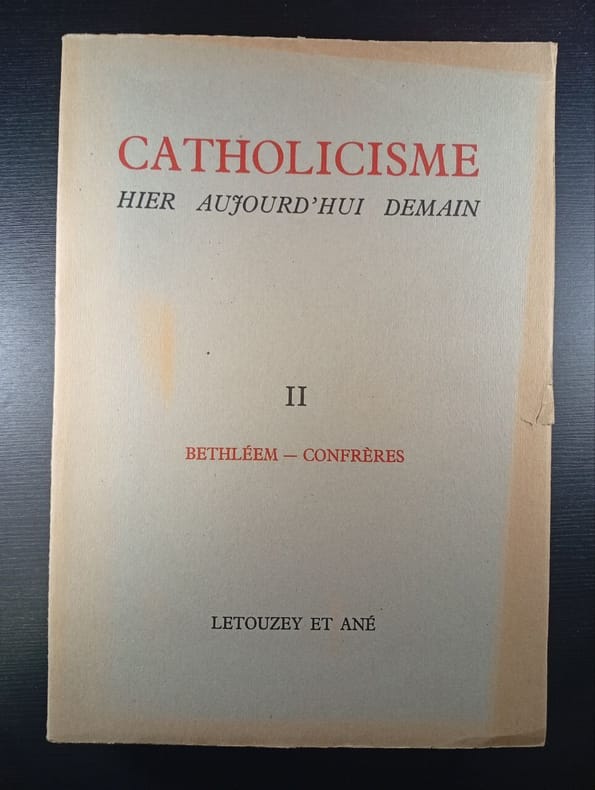 CATHOLICISME
HIER AUJOURD'HUI DEMAIN
II
BETHLÉEM — CONFRÈRES
LETOUZEY ET ANÉ